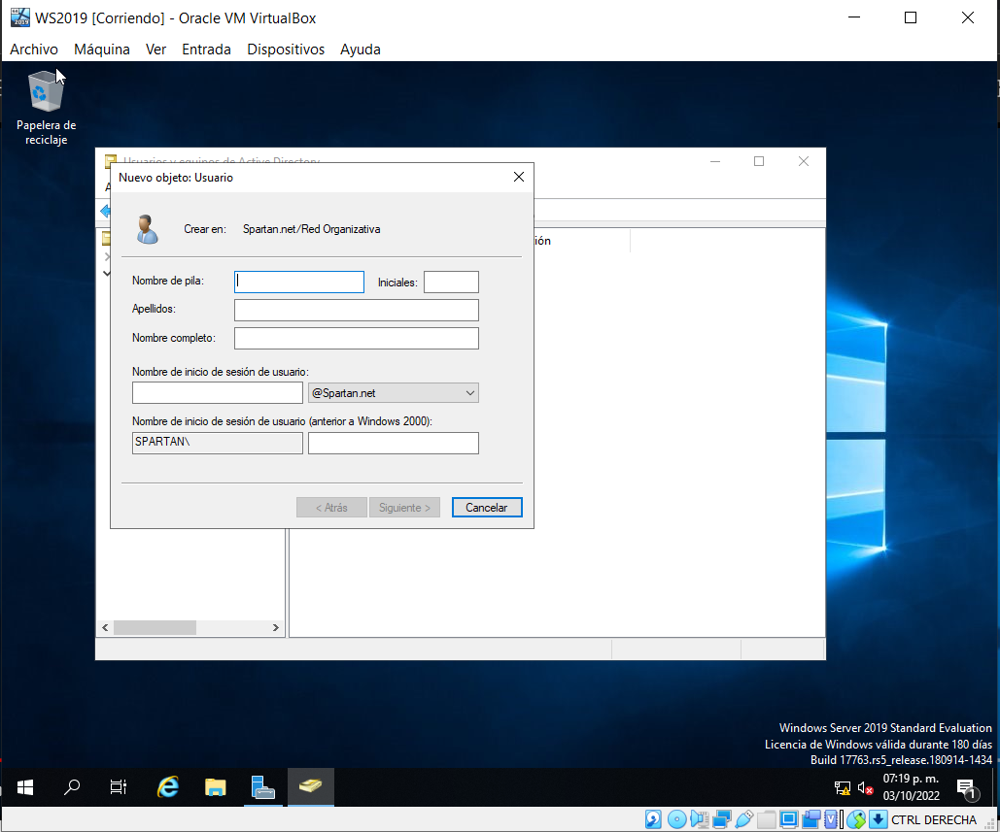 WS2019 [Corriendo] - Oracle VM VirtualBox
Archivo Máquina Ver Entrada Dispositivos Ayuda
Papelera de
reciclaje
Usuarios y equipos de Active Directory
Nuevo objeto: Usuario
Crear en: Spartan.net/Red Organizativa
ión
Nombre de pila: Iniciales:
Apellidos:
Nombre completo:
Nombre de inicio de sesión de usuario:
@Spartan.net
Nombre de inicio de sesión de usuario (anterior a Windows 2000):
SPARTAN\
< Atrás Siguiente > Cancelar
Windows Server 2019 Standard Evaluation
Licencia de Windows válida durante 180 días
Build 17763.rs5_release.180914-1434
07:19 p. m.
03/10/2022
1
CTRL DERECHA